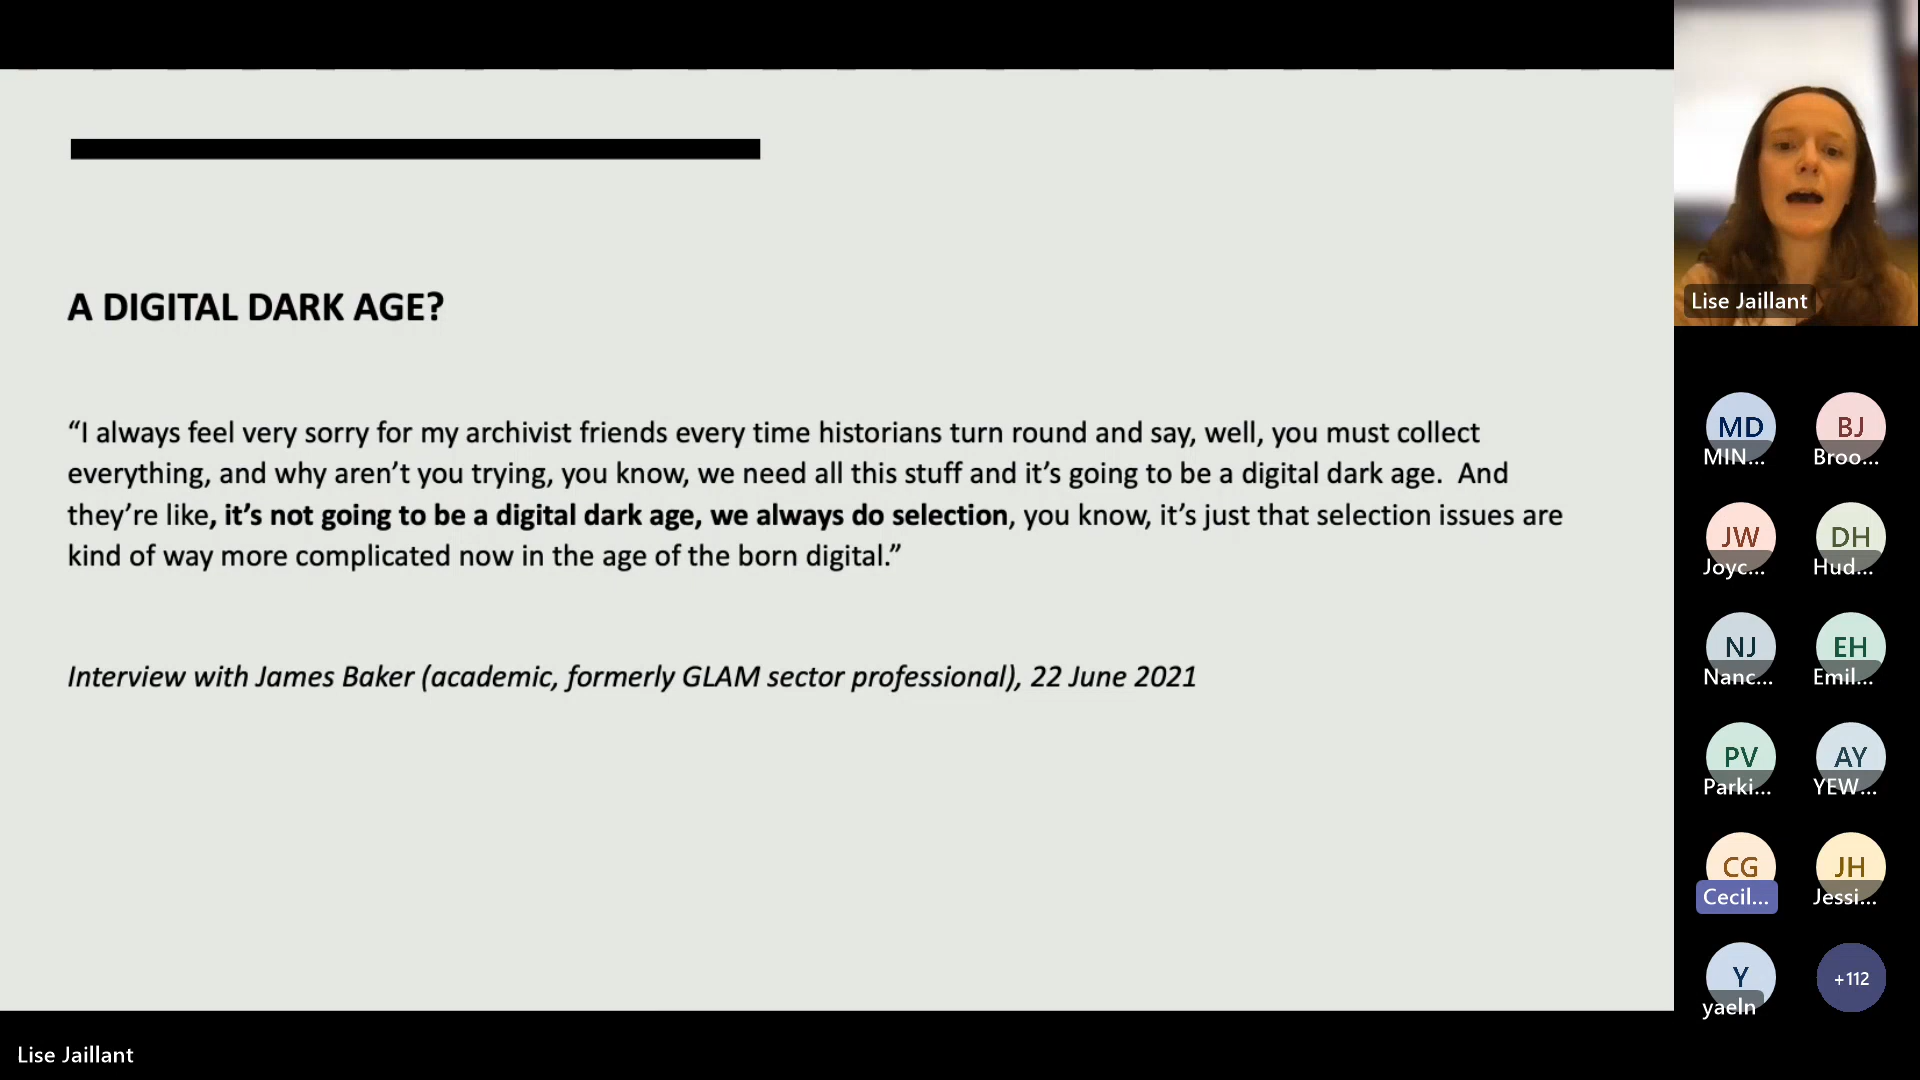 A DIGITAL DARK AGE?
“I always feel very sorry for my archivist friends every time historians turn round and say, well, you must collect
everything, and why aren’t you trying, you know, we need all this stuff and it’s going to be a digital dark age.  And
they’re like, it’s not going to be a digital dark age, we always do selection, you know, it’s just that selection issues are
kind of way more complicated now in the age of the born digital.”
Interview with James Baker (academic, formerly GLAM sector professional), 22 June 2021
Lise Jaillant
MD
MIN...
BJ
Broo...
JW
Joyc...
DH
Hud...
NJ
Nanc...
EH
Emil...
PV
Parki...
AY
YEW...
CG
Cecil...
JH
Jessi...
Y
yaeln
+112
Lise Jaillant